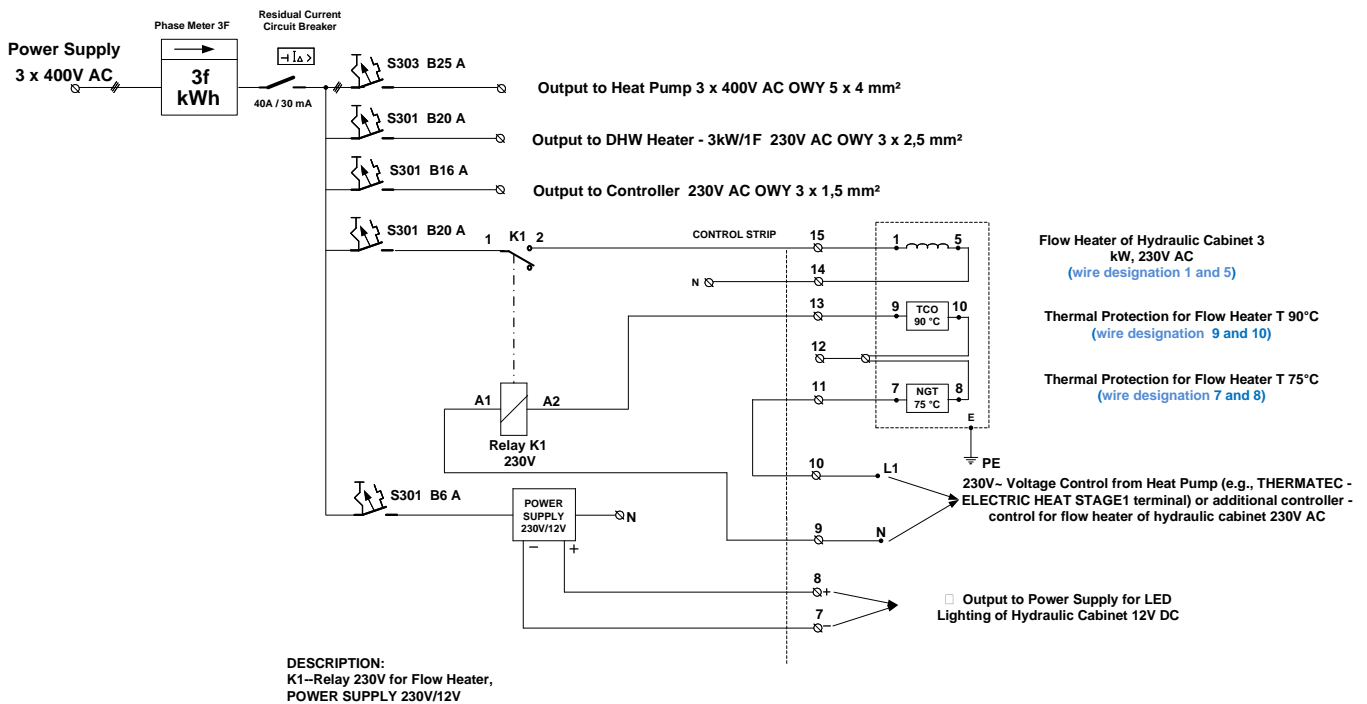 Residual Current
Circuit Breaker
Phase Meter 3F
Power Supply
3 x 400V AC
3f
kWh
I∆ >
40A / 30 mA
S303 B25 A
Output to Heat Pump 3 x 400V AC OWY 5 x 4 mm²
S301 B20 A
Output to DHW Heater - 3kW/1F 230V AC OWY 3 x 2,5 mm²
S301 B16 A
Output to Controller 230V AC OWY 3 x 1,5 mm²
S301 B20 A
1
K1
2
CONTROL STRIP
15
1
5
Flow Heater of Hydraulic Cabinet 3
kW, 230V AC
(wire designation 1 and 5)
N
14
13
9
TCO
90 °C
10
Thermal Protection for Flow Heater T 90°C
(wire designation 9 and 10)
12
11
7
NGT
75 °C
8
Thermal Protection for Flow Heater T 75°C
(wire designation 7 and 8)
A1
A2
Relay K1
230V
E
PE
10
L1
230V~ Voltage Control from Heat Pump (e.g., THERMATEC -
ELECTRIC HEAT STAGE1 terminal) or additional controller -
control for flow heater of hydraulic cabinet 230V AC
9
N
S301 B6 A
POWER
SUPPLY
230V/12V
N
– +
8
+
7
–
Output to Power Supply for LED
Lighting of Hydraulic Cabinet 12V DC
DESCRIPTION:
K1--Relay 230V for Flow Heater,
POWER SUPPLY 230V/12V